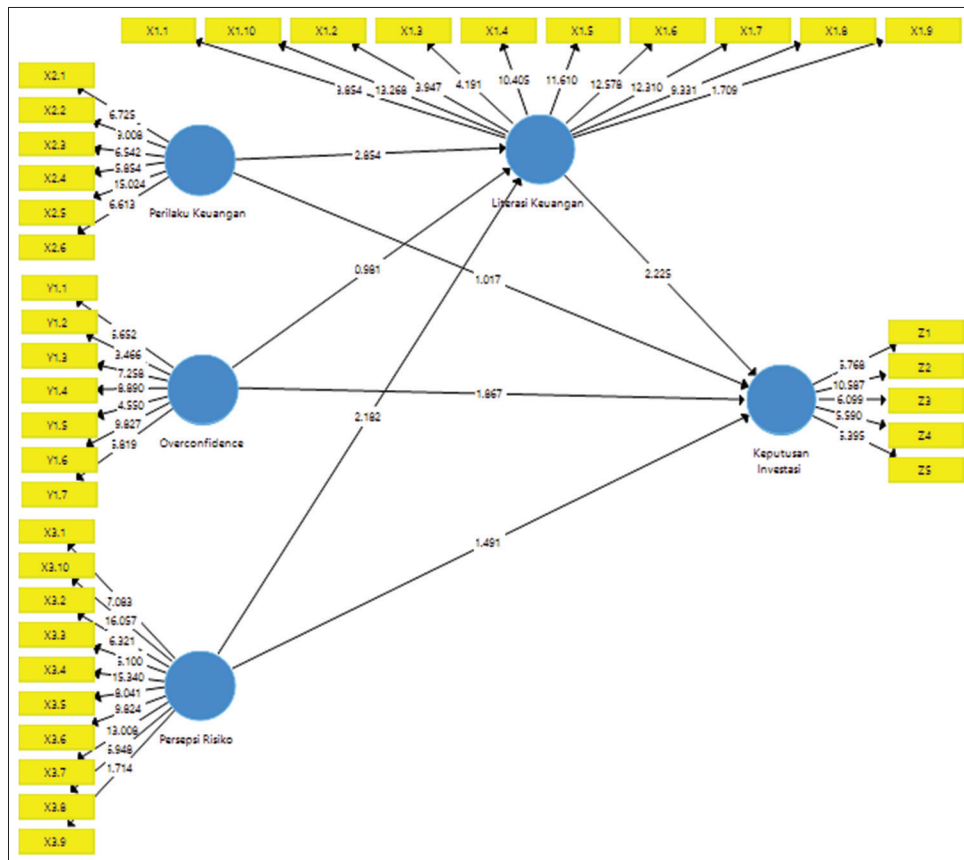 X1.1 X1.10 X1.2 X1.3 X1.4 X1.5 X1.6 X1.7 X1.8 X1.9
3.854 13.268 3.947 4.191 10.405 11.610 12.578 12.310 9.331 1.709
X2.1
X2.2
X2.3
X2.4
X2.5
X2.6
6.725
9.008
6.542
5.854
15.024
6.613
Perilaku Keuangan
2.854
Literasi Keuangan
0.981
1.017
2.225
Y1.1
Y1.2
Y1.3
Y1.4
Y1.5
Y1.6
Y1.7
5.652
3.466
7.258
8.890
4.550
9.827
5.819
Overconfidence
1.867
2.182
Z1
Z2
Z3
Z4
Z5
5.768
10.587
6.099
5.590
5.395
Keputusan
Investasi
X3.1
X3.10
X3.2
X3.3
X3.4
X3.5
X3.6
X3.7
X3.8
X3.9
7.083
16.057
6.321
5.100
15.340
8.041
9.824
13.008
5.948
1.714
Persepsi Risiko
1.491